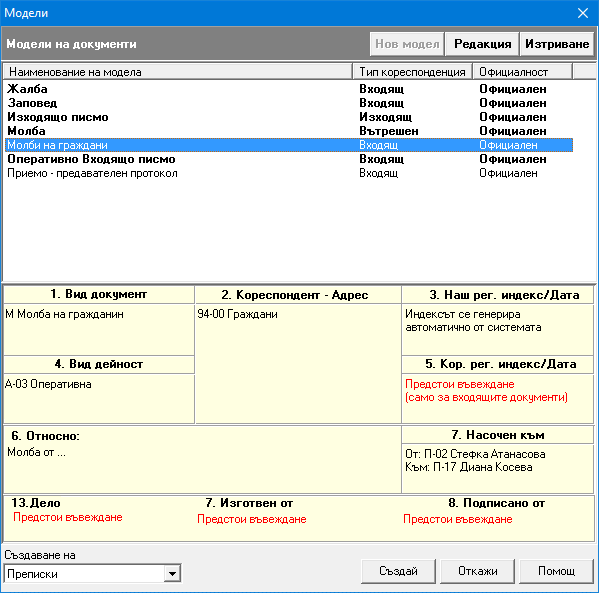 Модели
Модели на документи
Нов модел Редакция Изтриване
Наименование на модела Тип кореспонденция Официалност
Жалба Входящ Официален
Заповед Входящ Официален
Изходящо писмо Изходящ Официален
Молба Вътрешен Официален
Молби на граждани Входящ Официален
Оперативно Входящо писмо Входящ Официален
Приемо - предавателен протокол Входящ Официален
1. Вид документ 2. Кореспондент - Адрес 3. Наш рег. индекс/Дата
М Молба на гражданин 94-00 Граждани Индексът се генерира
автоматично от системата
4. Вид дейност 5. Кор. рег. индекс/Дата
А-03 Оперативна Предстои въвеждане
(само за входящите документи)
6. Относно: 7. Насочен към
Молба от ... От: П-02 Стефка Атанасова
Към: П-17 Диана Косева
13.Дело 7. Изготвен от 8. Подписано от
Предстои въвеждане Предстои въвеждане Предстои въвеждане
Създаване на
Преписки Създай Откажи Помощ